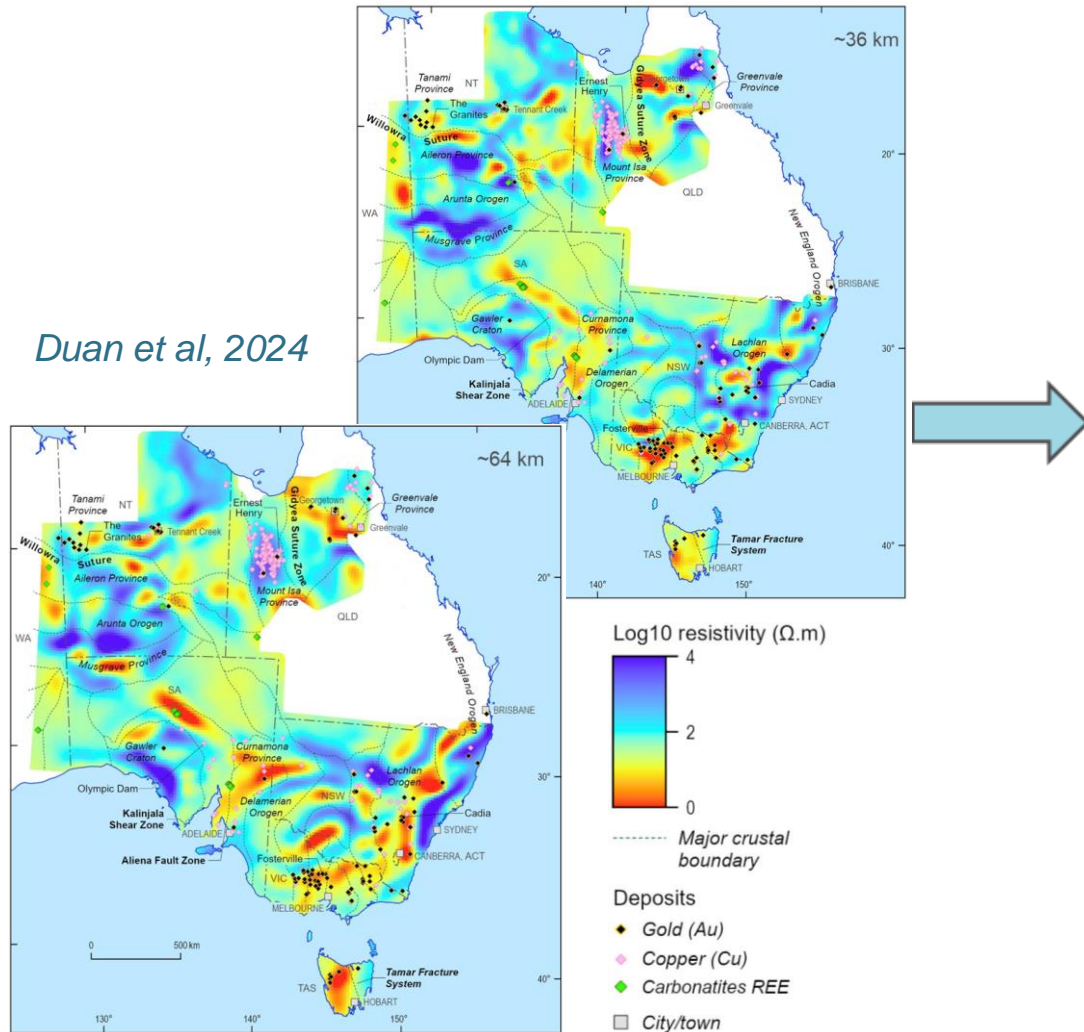 Duan et al, 2024
~36 km
Tanami
Province
NT
The
Granites
Tennant Creek
Willowra
Suture
Aileron Province
Arunta Orogen
WA
Musgrave Province
Ernest
Henry
Gidyea Suture Zone
Georgetown
Greenvale
Province
Greenvale
Mount Isa
Province
QLD
20°
New England Orogen
BRISBANE
SA
Gawler
Craton
Curnamona
Province
Olympic Dam
Delamerian
Orogen
NSW
Lachlan
Orogen
30°
Cadia
Kalinjala
Shear Zone
ADELAIDE
SYDNEY
Fosterville
CANBERRA, ACT
VIC
MELBOURNE
TAS
Tamar Fracture
System
HOBART
40°
140°
150°
~64 km
Tanami
Province
NT
The
Granites
Tennant Creek
Willowra
Suture
Aileron Province
Arunta Orogen
WA
Musgrave Province
Ernest
Henry
Gidyea Suture Zone
Georgetown
Greenvale
Province
Greenvale
Mount Isa
Province
QLD
20°
New England Orogen
BRISBANE
SA
Gawler
Craton
Curnamona
Province
Olympic Dam
Delamerian
Orogen
NSW
Lachlan
Orogen
30°
Cadia
Kalinjala
Shear Zone
ADELAIDE
SYDNEY
Aliena Fault Zone
Fosterville
CANBERRA, ACT
VIC
MELBOURNE
0
500 km
TAS
Tamar Fracture
System
HOBART
40°
130°
140°
150°
Log10 resistivity (Ω.m)
4
2
0
Major crustal
boundary
Deposits
Gold (Au)
Copper (Cu)
Carbonatites REE
City/town